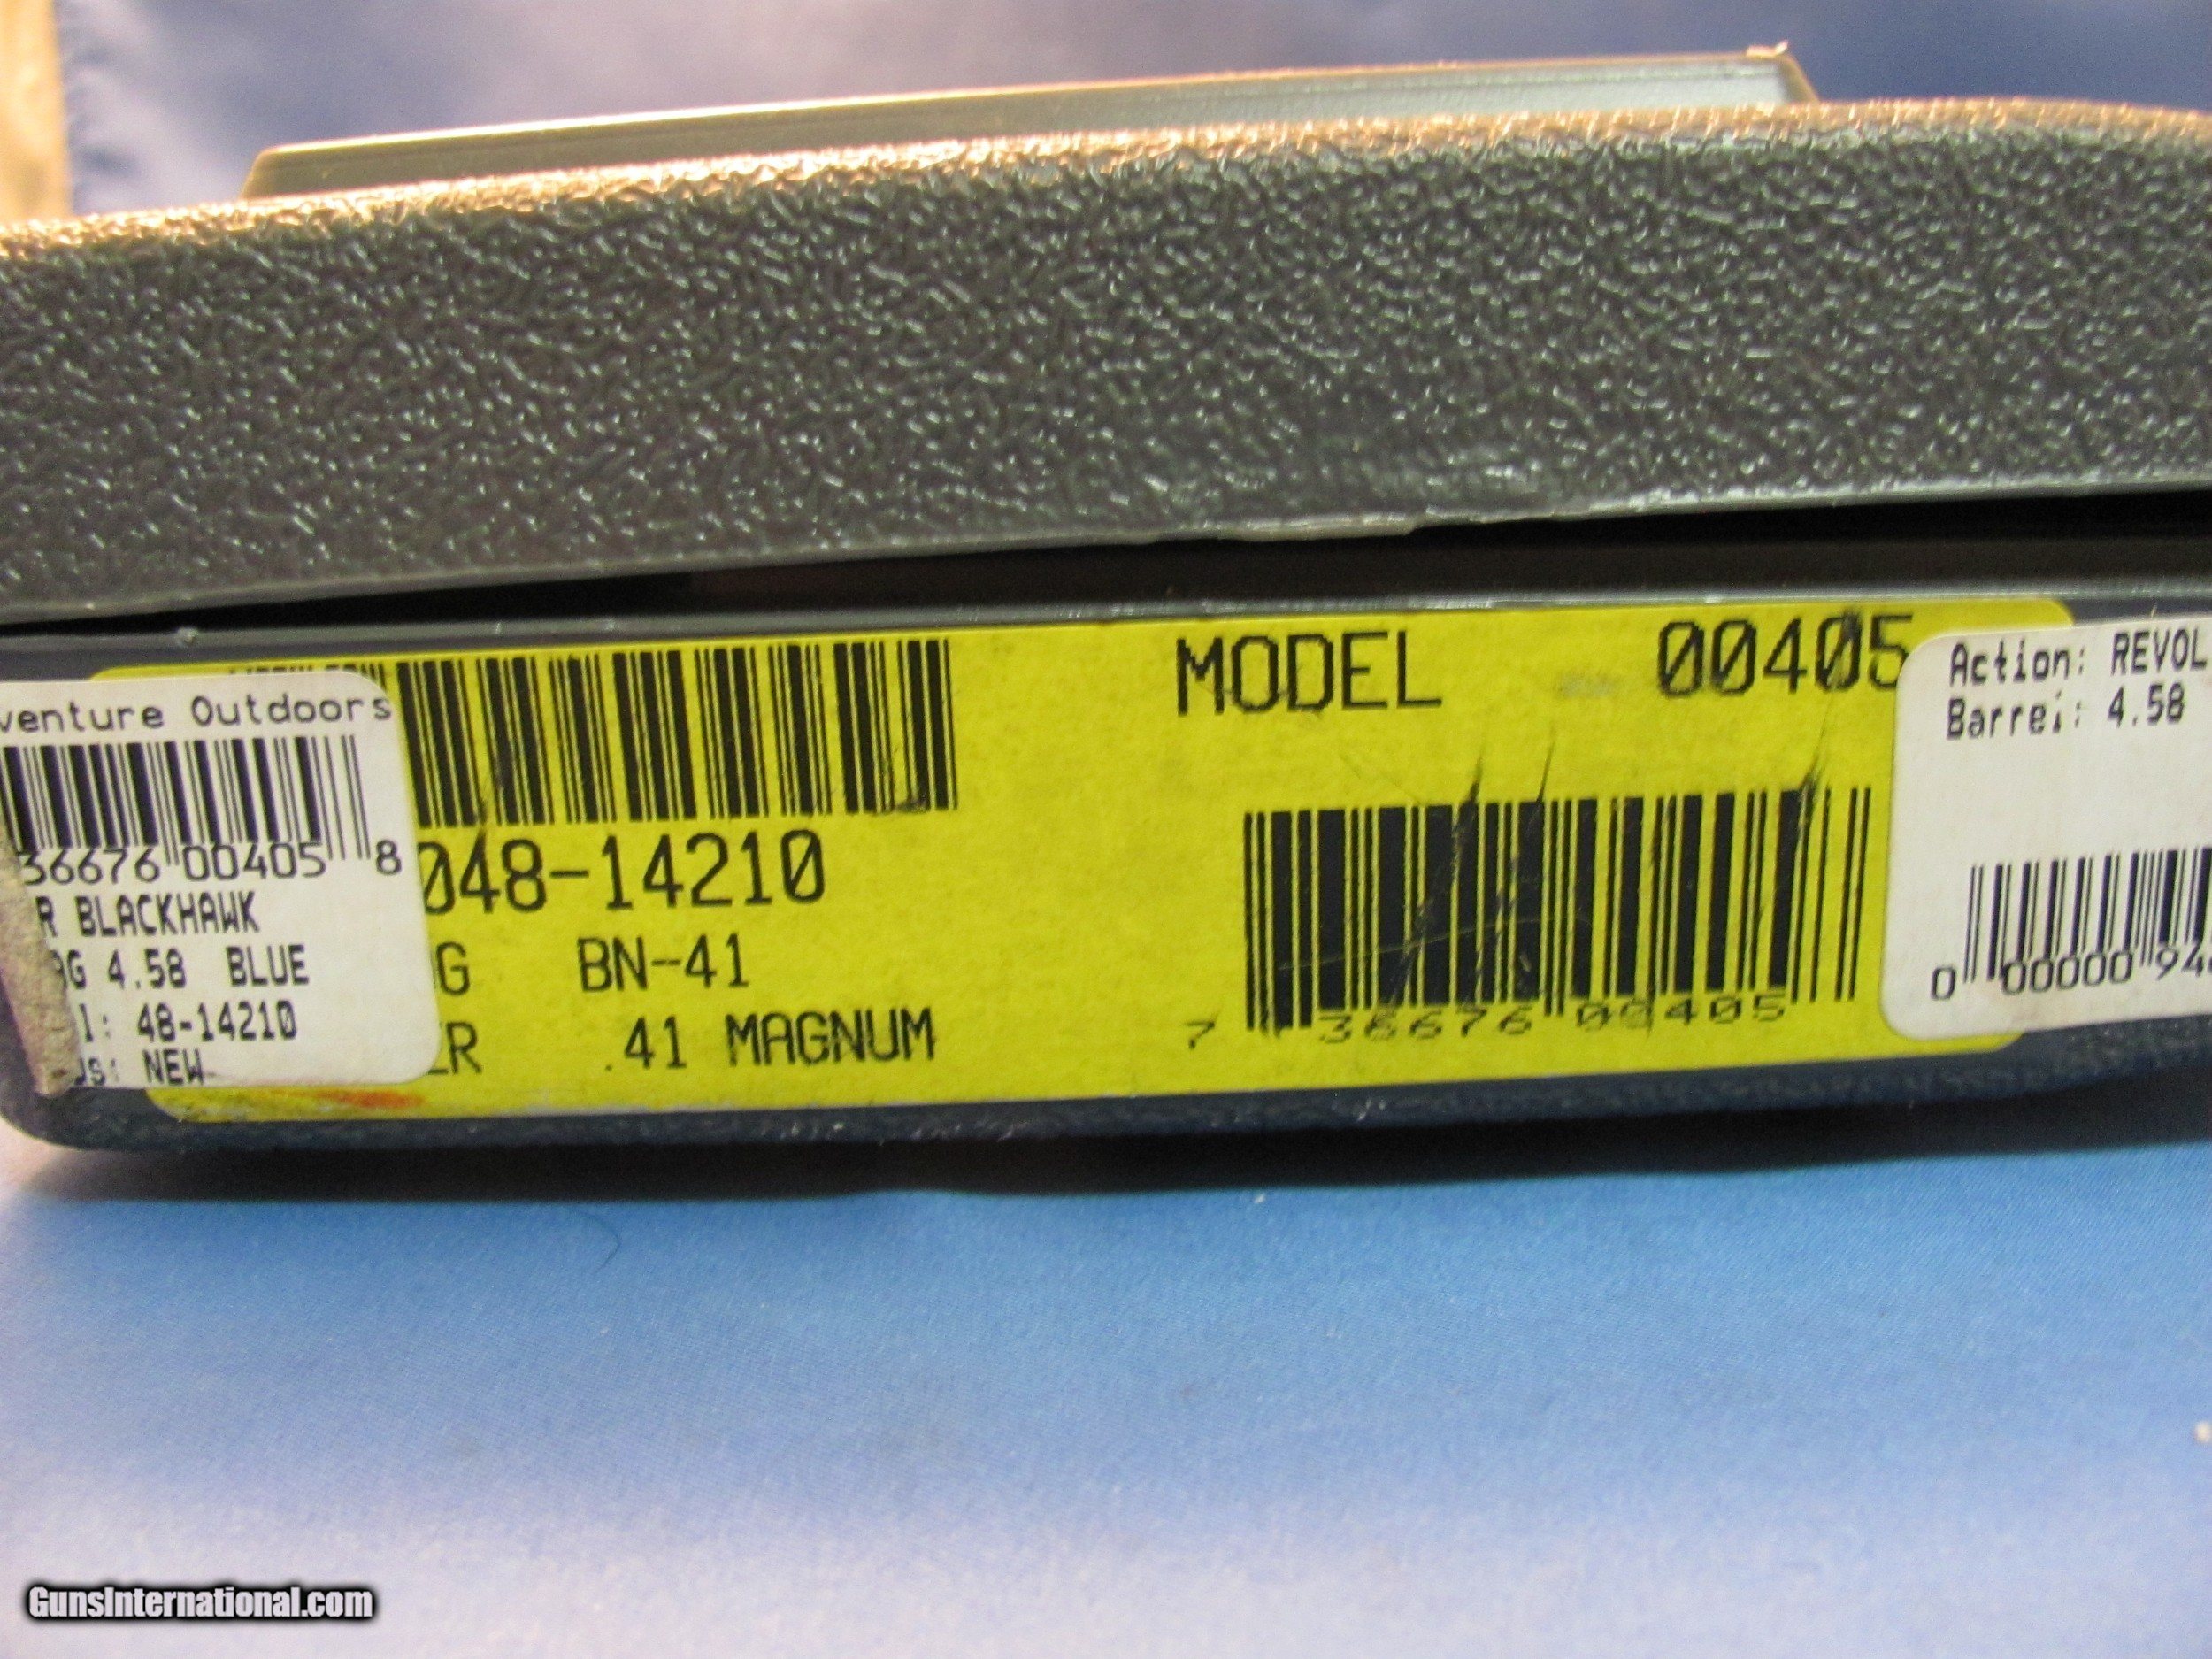 venture Outdoors
36676 00405 8
R BLACKHAWK
4.58 BLUE
48-14210
NEW
048-14210
BN-41
.41 MAGNUM
MODEL 00405
7 36676 00405
Action: REVOL
Barrel: 4.58
0 00000 94
GunsInternational.com